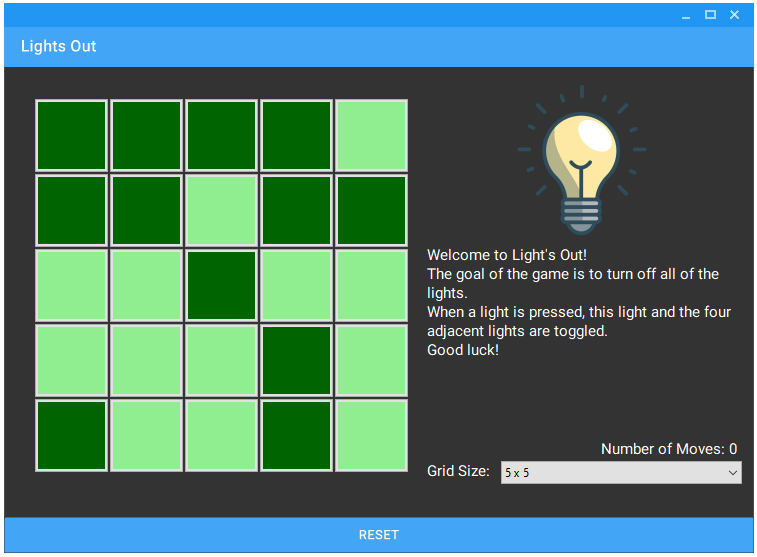 Lights Out
Welcome to Light's Out!
The goal of the game is to turn off all of the
lights.
When a light is pressed, this light and the four
adjacent lights are toggled.
Good luck!
Number of Moves: 0
Grid Size:
5 x 5
RESET